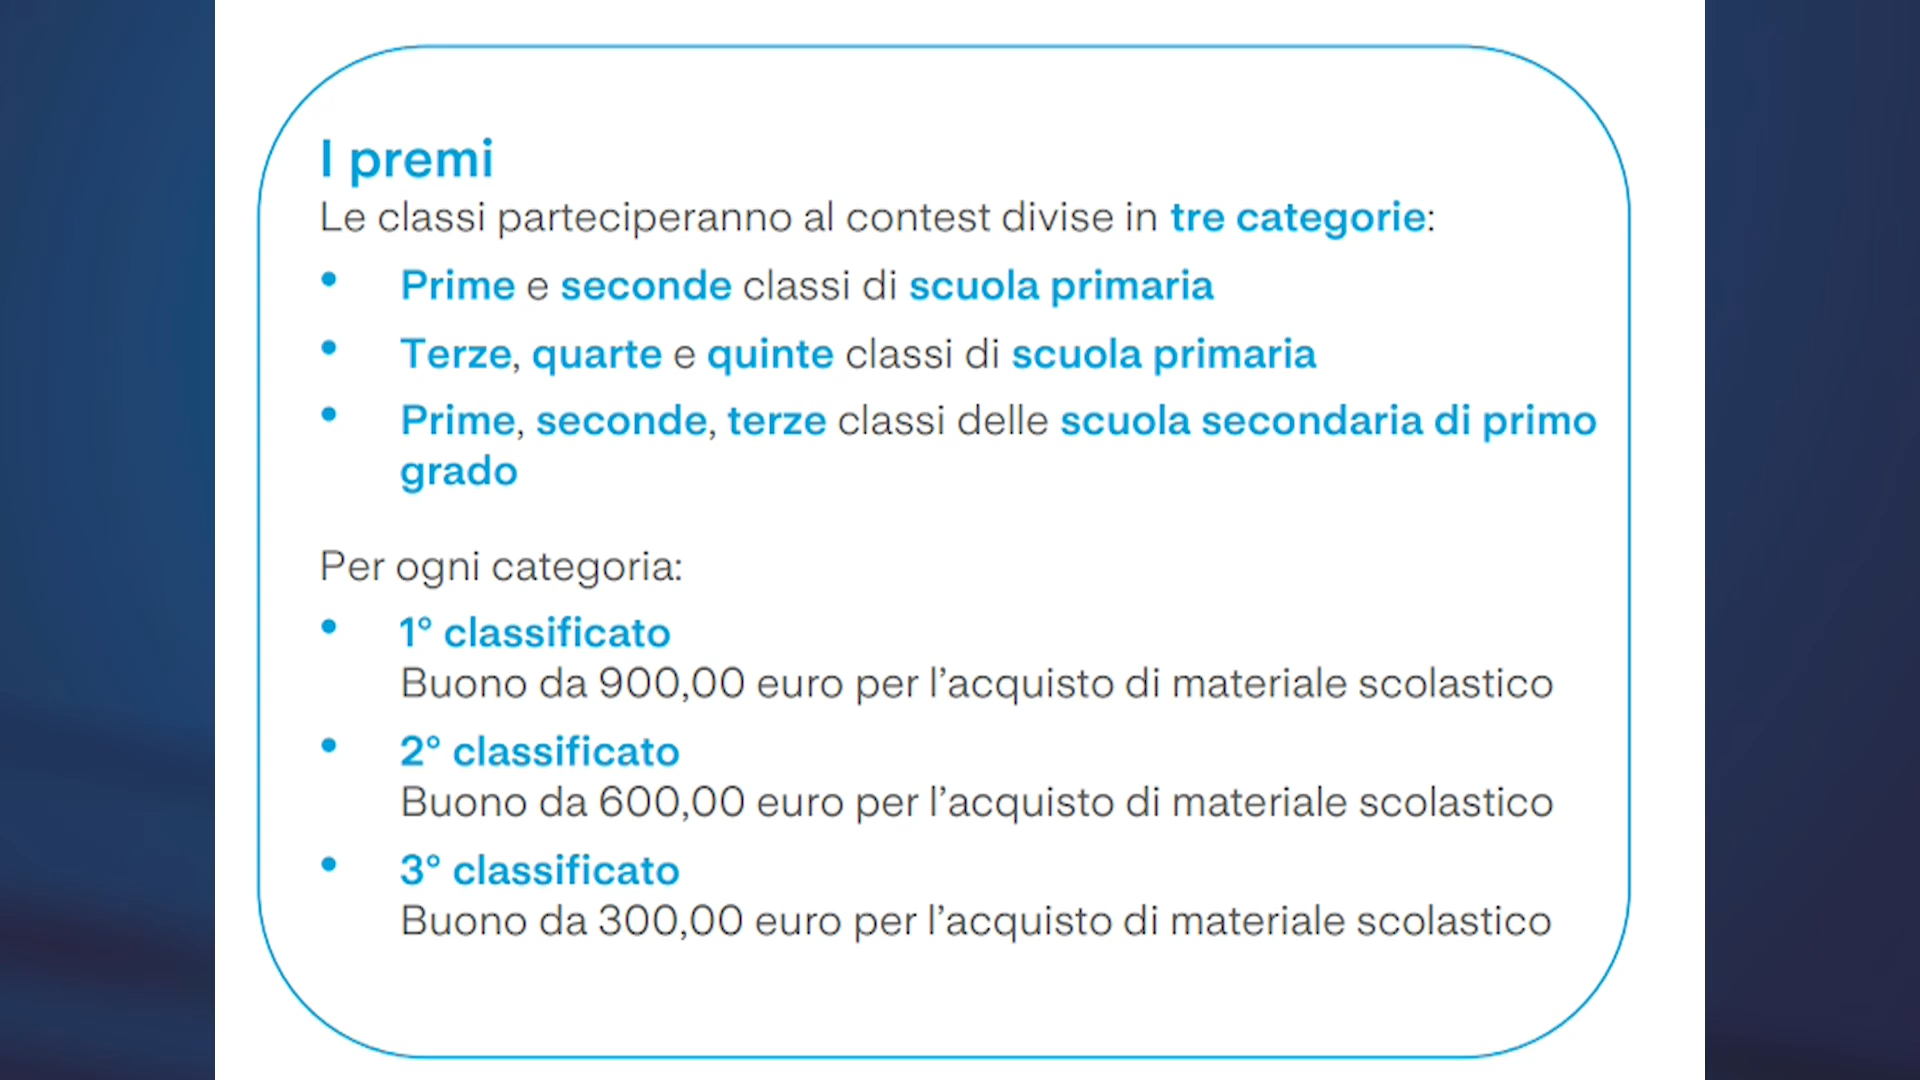 I premi
Le classi parteciperanno al contest divise in tre categorie:
• Prime e seconde classi di scuola primaria
• Terze, quarte e quinte classi di scuola primaria
• Prime, seconde, terze classi delle scuola secondaria di primo
grado
Per ogni categoria:
• 1° classificato
Buono da 900,00 euro per l’acquisto di materiale scolastico
• 2° classificato
Buono da 600,00 euro per l’acquisto di materiale scolastico
• 3° classificato
Buono da 300,00 euro per l’acquisto di materiale scolastico